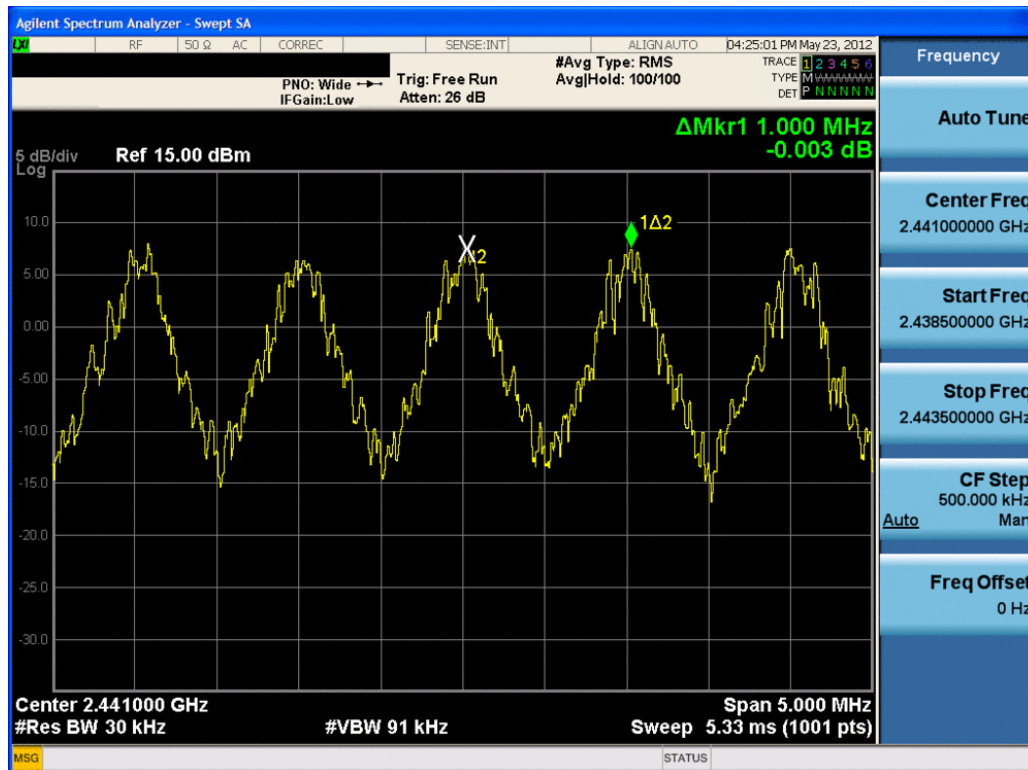 Agilent Spectrum Analyzer - Swept SA
LXI RF 50 Ω AC CORREC SENSE:INT ALIGN AUTO 04:25:01 PM May 23, 2012
PNO: Wide
IFGain:Low
Trig: Free Run
Atten: 26 dB
#Avg Type: RMS
Avg|Hold: 100/100
TRACE 1 2 3 4 5 6
TYPE M
DET P N N N N N
ΔMkr1 1.000 MHz
-0.003 dB
5 dB/div Ref 15.00 dBm
Log
10.0
5.00
0.00
-5.00
-10.0
-15.0
-20.0
-25.0
-30.0
X2
1Δ2
Center 2.441000 GHz Span 5.000 MHz
#Res BW 30 kHz #VBW 91 kHz Sweep 5.33 ms (1001 pts)
MSG STATUS
Frequency
Auto Tune
Center Freq
2.441000000 GHz
Start Freq
2.438500000 GHz
Stop Freq
2.443500000 GHz
CF Step
500.000 kHz
Auto Man
Freq Offset
0 Hz